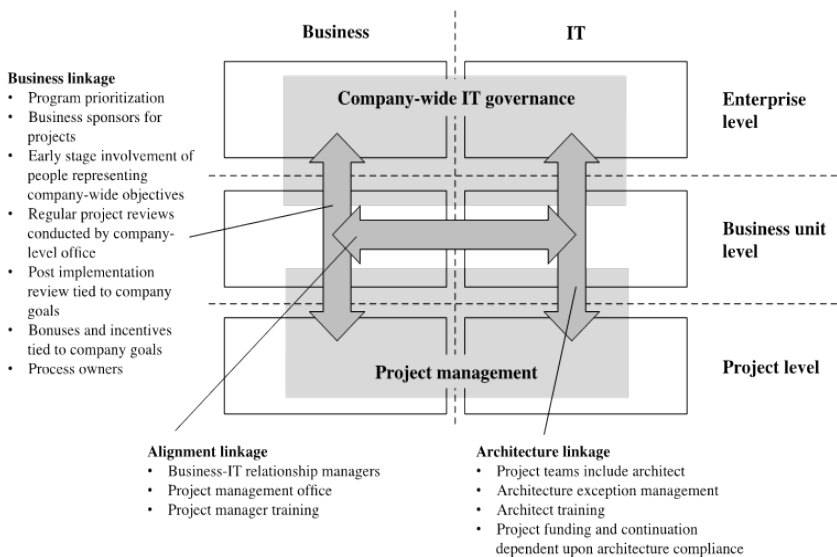 Business
IT
Business linkage
• Program prioritization
• Business sponsors for
projects
• Early stage involvement of
people representing
company-wide objectives
• Regular project reviews
conducted by company-
level office
• Post implementation
review tied to company
goals
• Bonuses and incentives
tied to company goals
• Process owners
Company-wide IT governance
Enterprise
level
Business unit
level
Project management
Project level
Alignment linkage
• Business-IT relationship managers
• Project management office
• Project manager training
Architecture linkage
• Project teams include architect
• Architecture exception management
• Architect training
• Project funding and continuation
dependent upon architecture compliance